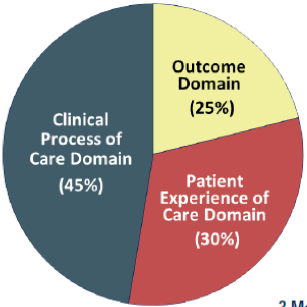 Outcome
Domain
(25%)
Clinical
Process of
Care Domain
(45%)
Patient
Experience of
Care Domain
(30%)